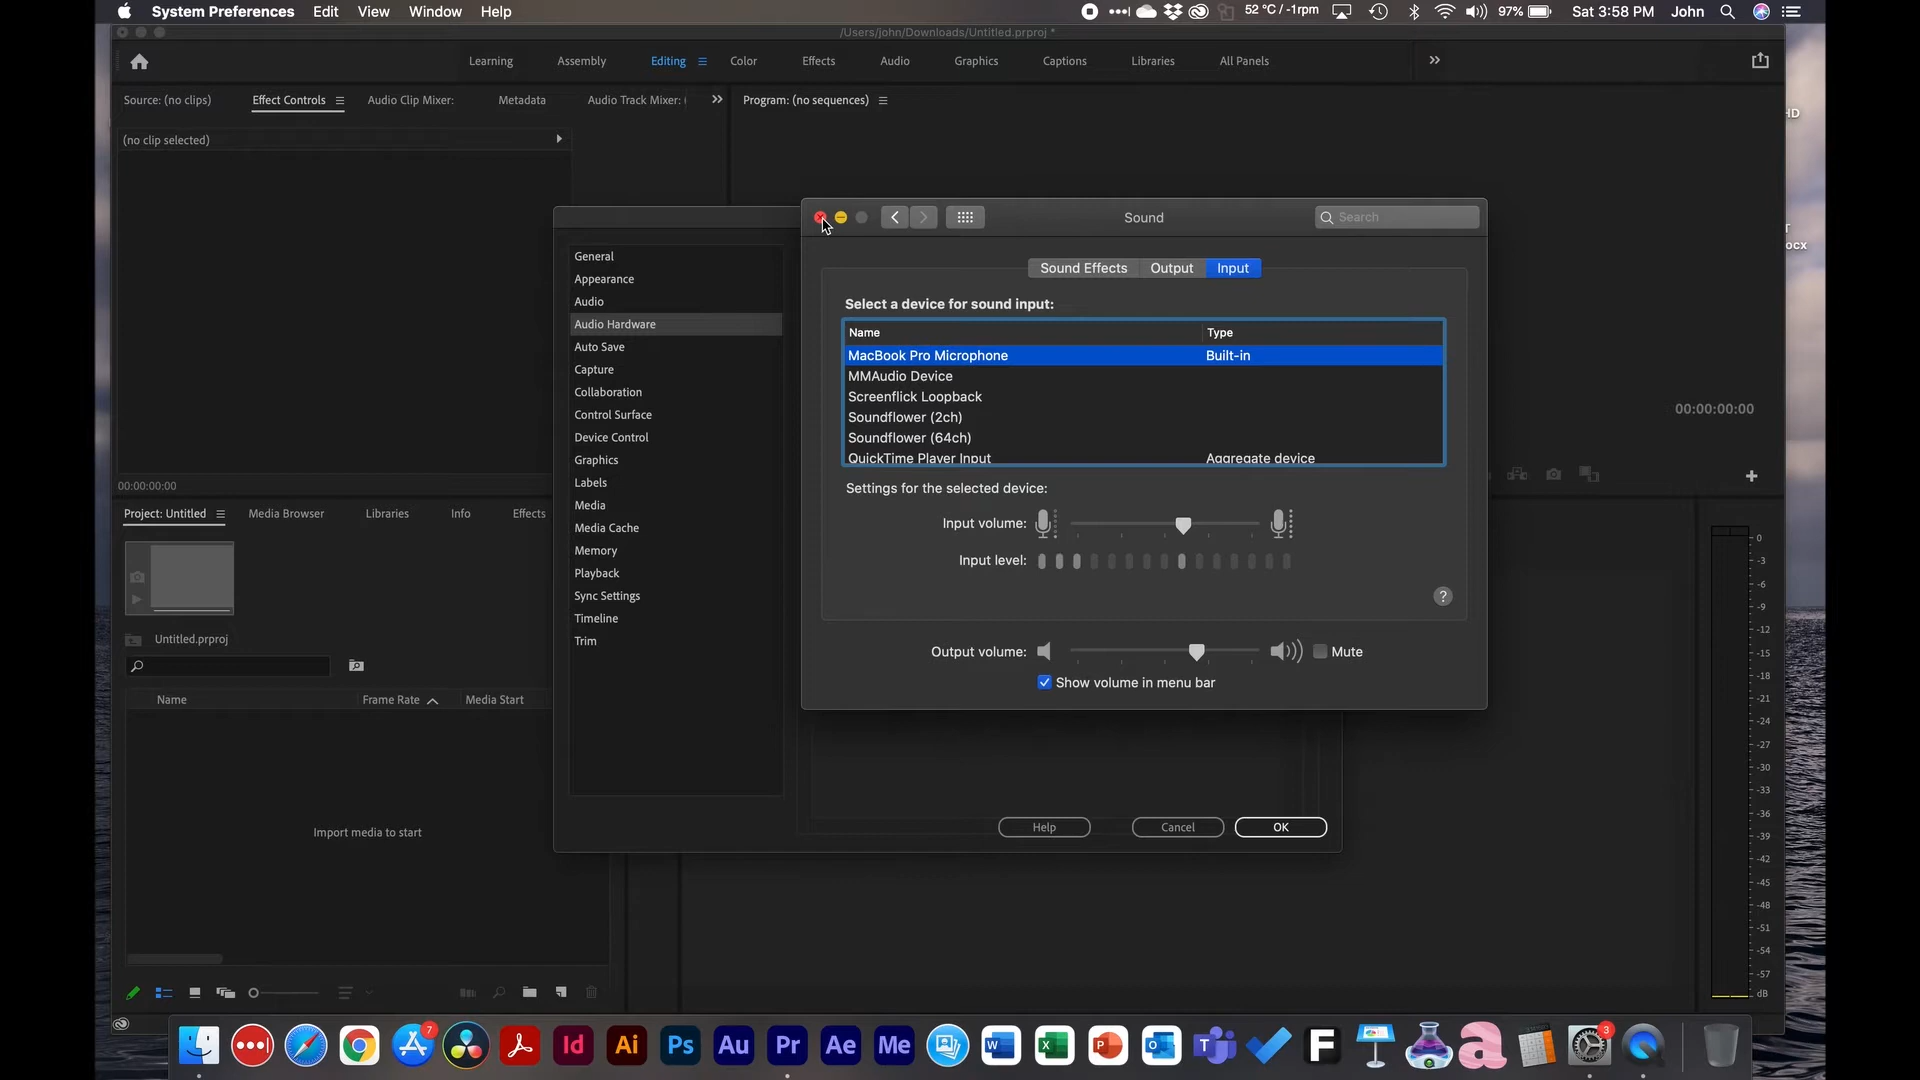 System Preferences Edit View Window Help 52 °C / -1rpm 97% Sat 3:58 PM John
/Users/john/Downloads/Untitled.prproj *
Learning Assembly Editing Color Effects Audio Graphics Captions Libraries All Panels
Source: (no clips) Effect Controls Audio Clip Mixer: Metadata Audio Track Mixer: ( Program: (no sequences)
(no clip selected)
Sound
Search
General
Appearance
Audio
Audio Hardware
Auto Save
Capture
Collaboration
Control Surface
Device Control
Graphics
Labels
Media
Media Cache
Memory
Playback
Sync Settings
Timeline
Trim
Sound Effects Output Input
Select a device for sound input:
Name Type
MacBook Pro Microphone Built-in
MMAudio Device
Screenflick Loopback
Soundflower (2ch)
Soundflower (64ch)
QuickTime Player Input Aggregate device
Settings for the selected device:
Input volume:
Input level:
?
Output volume: Mute
Show volume in menu bar
Help Cancel OK
HD
T
ocx
00:00:00:00
00:00:00:00
Project: Untitled Media Browser Libraries Info Effects
Untitled.prproj
Name Frame Rate Media Start
Import media to start
0
-3
-6
-9
-12
-15
-18
-21
-24
-27
-30
-33
-36
-39
-42
-45
-48
-51
-54
-57
dB
7 Id Ai Ps Au Pr Ae Me W X P O T F a 3